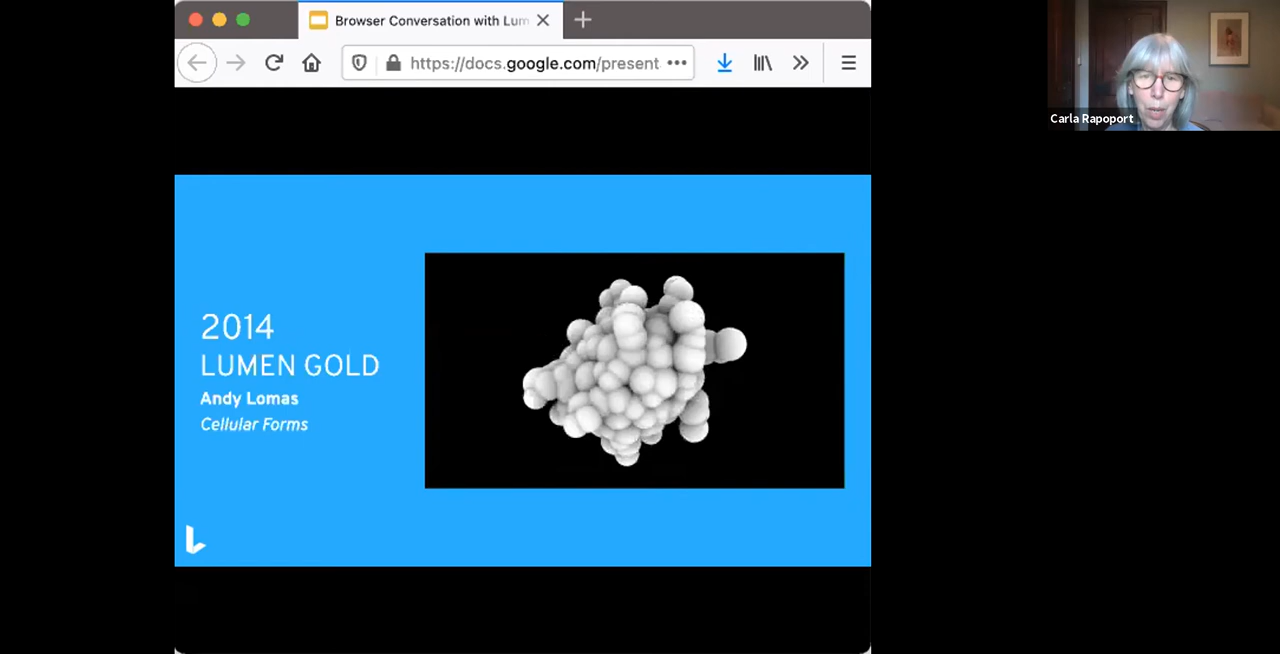 Browser Conversation with Lum
https://docs.google.com/present
Carla Rapoport
2014
LUMEN GOLD
Andy Lomas
Cellular Forms